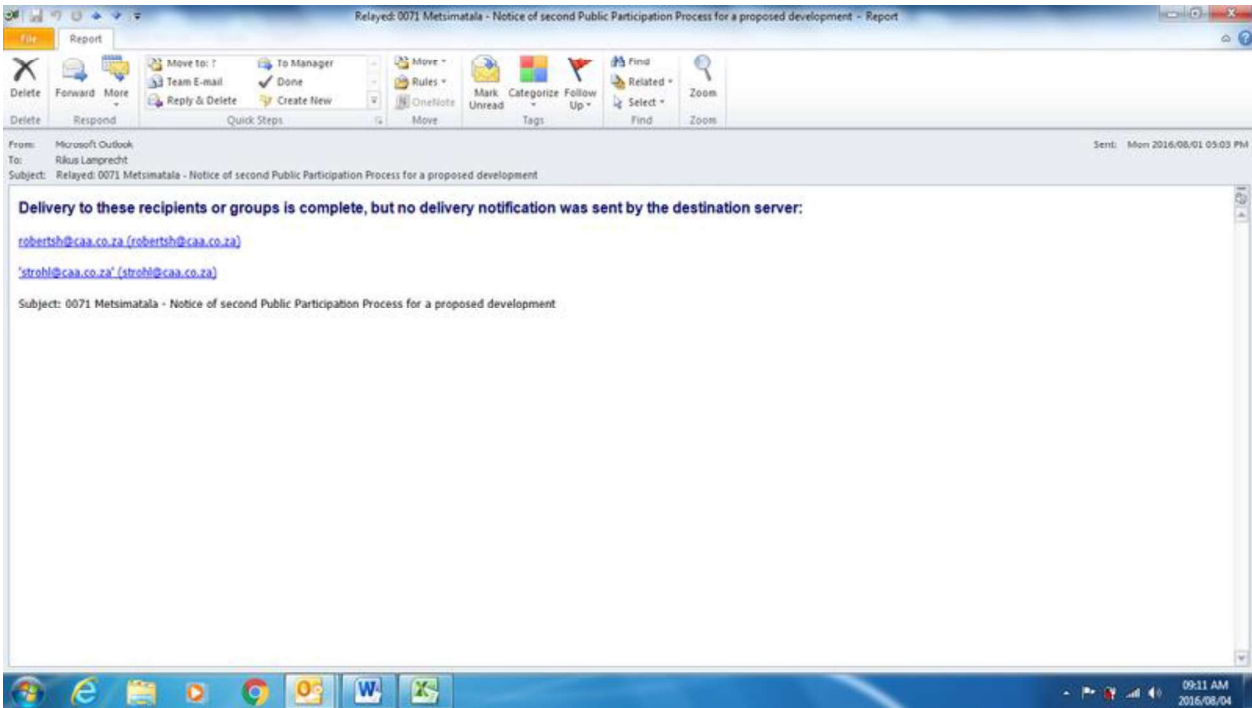 Relayed: 0071 Metsimatala - Notice of second Public Participation Process for a proposed development - Report
File Report
Move to: ? To Manager Move Find
Team E-mail Done Rules Related
Delete Forward More Reply & Delete Create New OneNote Mark Unread Categorize Follow Up Select Zoom
Delete Respond Quick Steps Move Tags Find Zoom
From: Microsoft Outlook Sent: Mon 2016/08/01 05:03 PM
To: Rikus Lamprecht
Subject: Relayed: 0071 Metsimatala - Notice of second Public Participation Process for a proposed development
Delivery to these recipients or groups is complete, but no delivery notification was sent by the destination server:
robertsh@caa.co.za (robertsh@caa.co.za)
'strohl@caa.co.za' (strohl@caa.co.za)
Subject: 0071 Metsimatala - Notice of second Public Participation Process for a proposed development
09:11 AM
2016/08/04